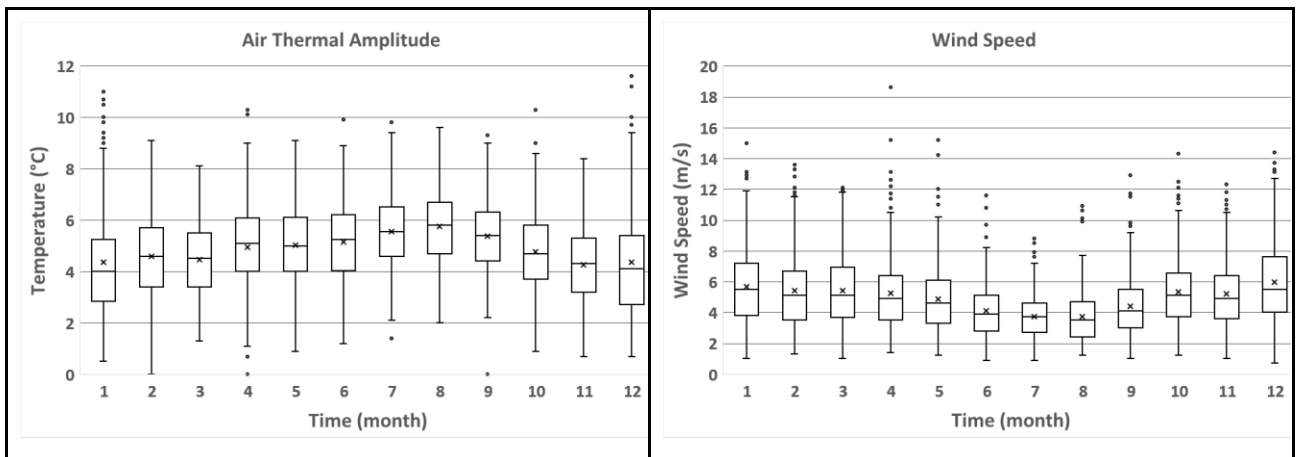 Air Thermal Amplitude
12
10
8
6
4
2
0
Temperature (°C)
1 2 3 4 5 6 7 8 9 10 11 12
Time (month)
Wind Speed
20
18
16
14
12
10
8
6
4
2
0
Wind Speed (m/s)
1 2 3 4 5 6 7 8 9 10 11 12
Time (month)